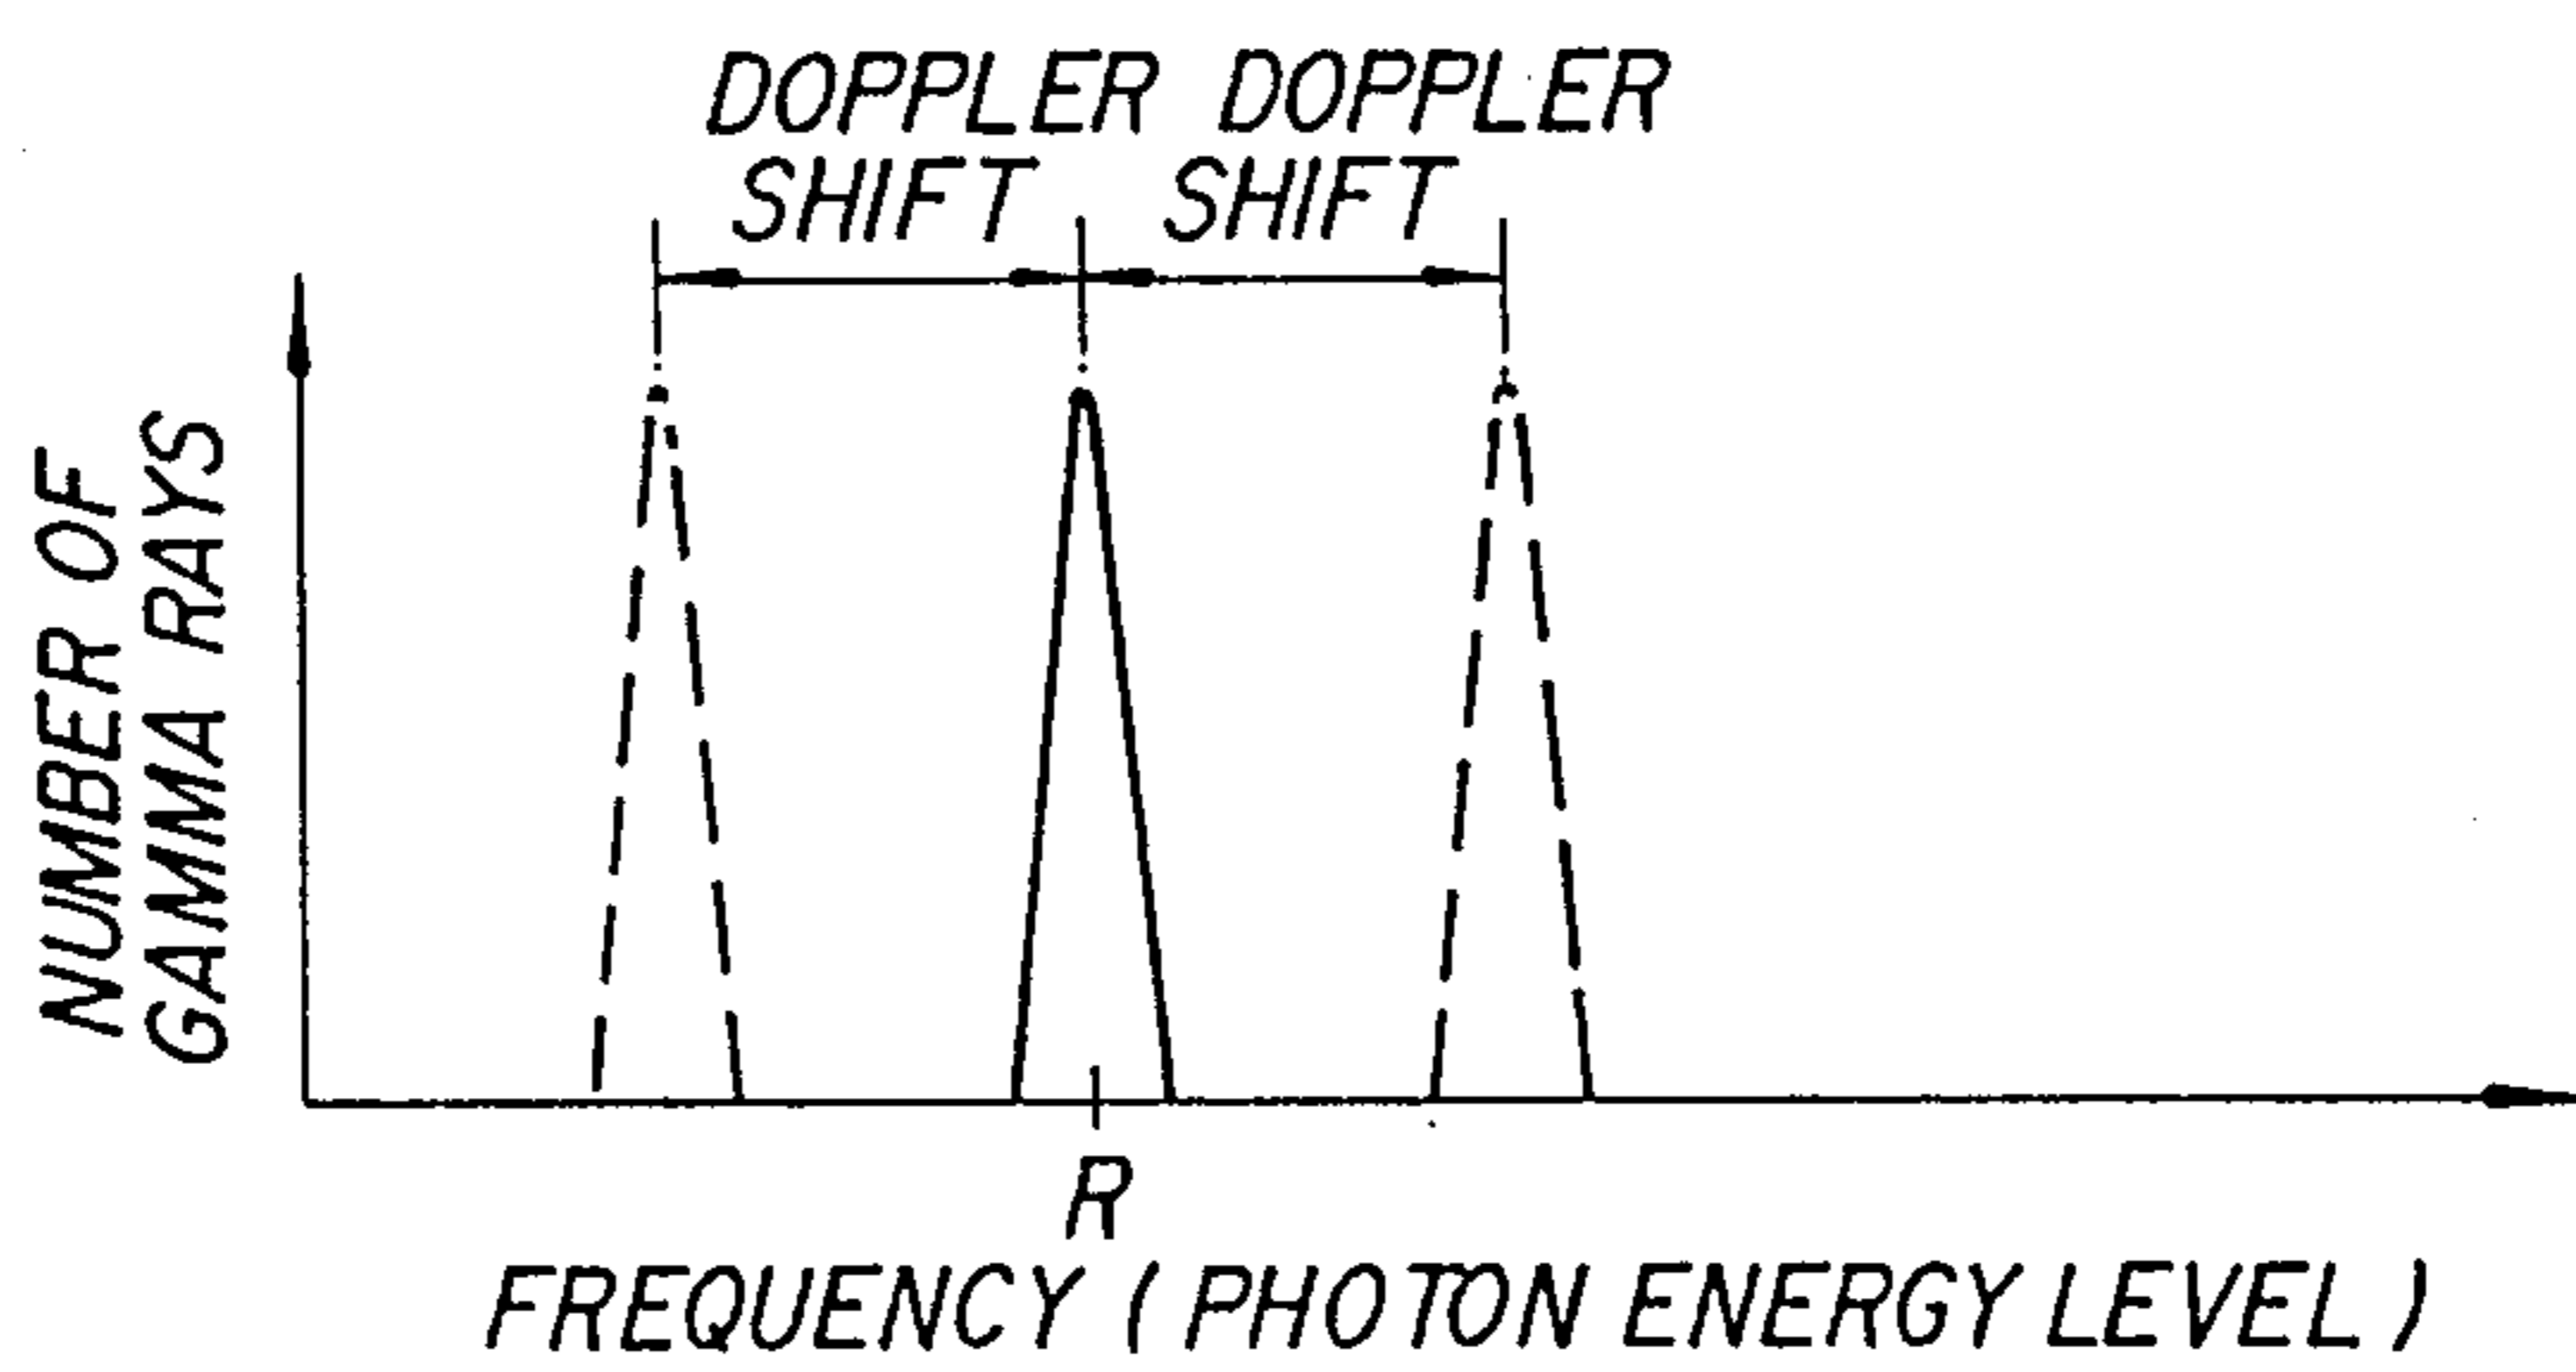 DOPPLER DOPPLER
SHIFT SHIFT
NUMBER OF
GAMMA RAYS
R
FREQUENCY (PHOTON ENERGY LEVEL)